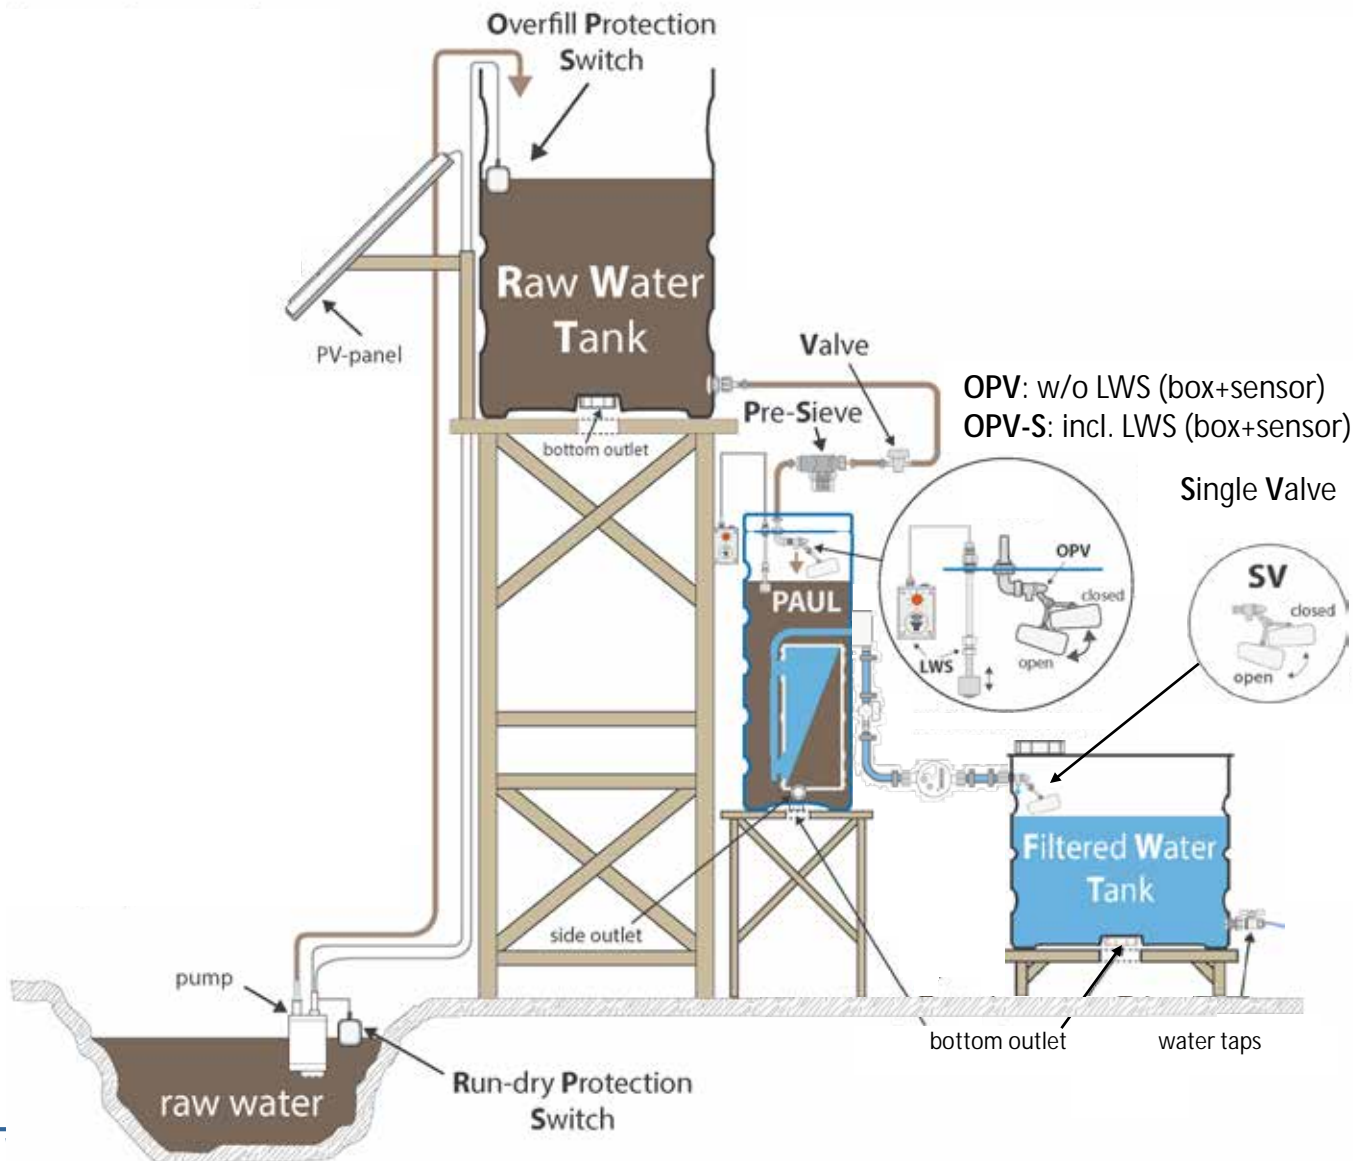 Overfill Protection
Switch
Raw Water
Tank
PV-panel
bottom outlet
Valve
Pre-Sieve
OPV: w/o LWS (box+sensor)
OPV-S: incl. LWS (box+sensor)
Single Valve
OPV
closed
LWS
open
SV
closed
open
PAUL
Filtered Water
Tank
side outlet
pump
bottom outlet
water taps
Run-dry Protection
Switch
raw water